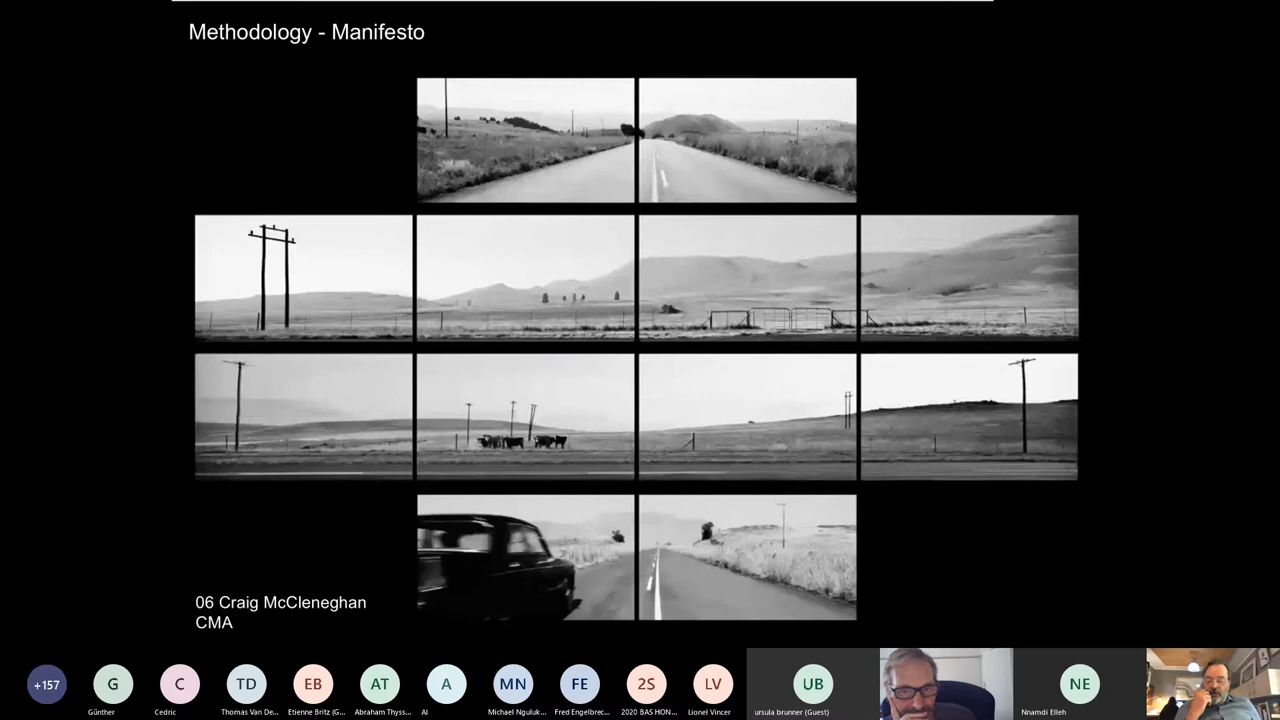 Methodology - Manifesto
06 Craig McCleneghan
CMA
+157
G
C
TD
EB
AT
A
MN
FE
2S
LV
UB
NE
Günther
Cedric
Thomas Van De...
Etienne Britz (G...
Abraham Thyss...
Al
Michael Nguluk...
Fred Engelbrec...
2020 BAS HON...
Lionel Vincer
ursula brunner (Guest)
Nnamdi Elleh